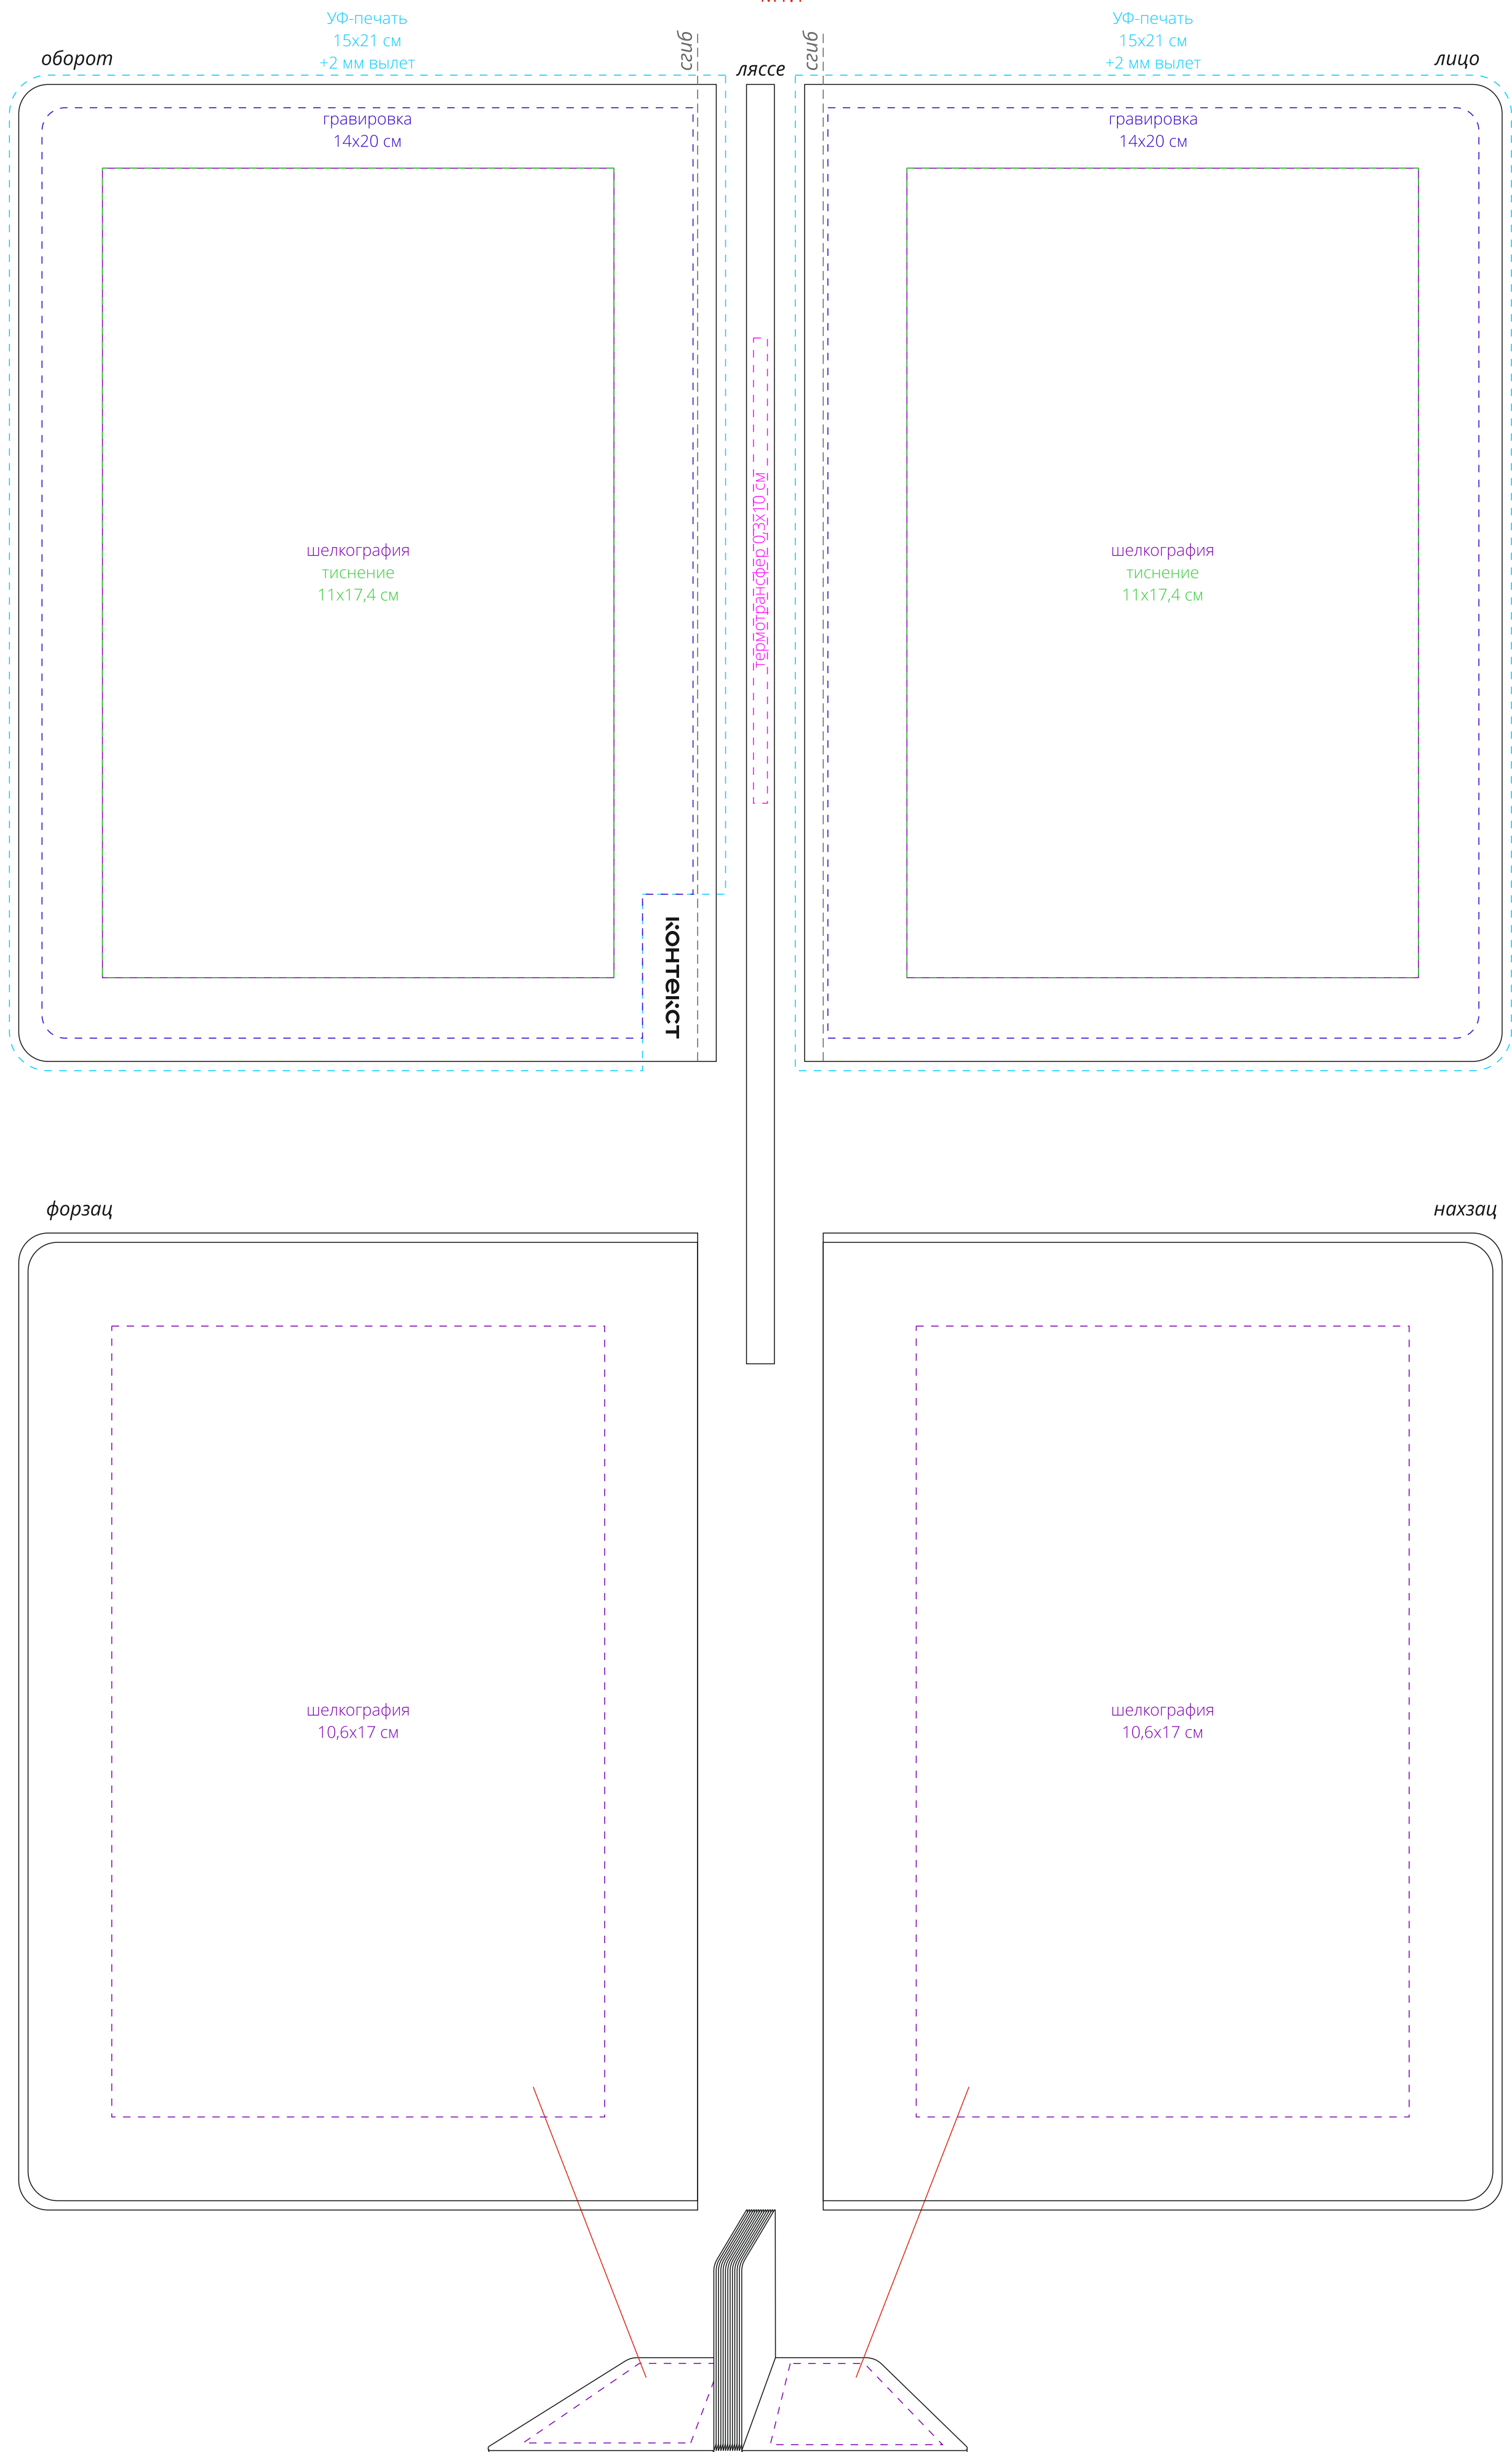 УФ-печать
15х21 см
+2 мм вылет
УФ-печать
15х21 см
+2 мм вылет
оборот
сгиб
ляссе
сгиб
лицо
гравировка
14х20 см
гравировка
14х20 см
шелкография
тиснение
11х17,4 см
термотрансфер 0,3х10 см
шелкография
тиснение
11х17,4 см
контекст
форзац
нахзац
шелкография
10,6х17 см
шелкография
10,6х17 см